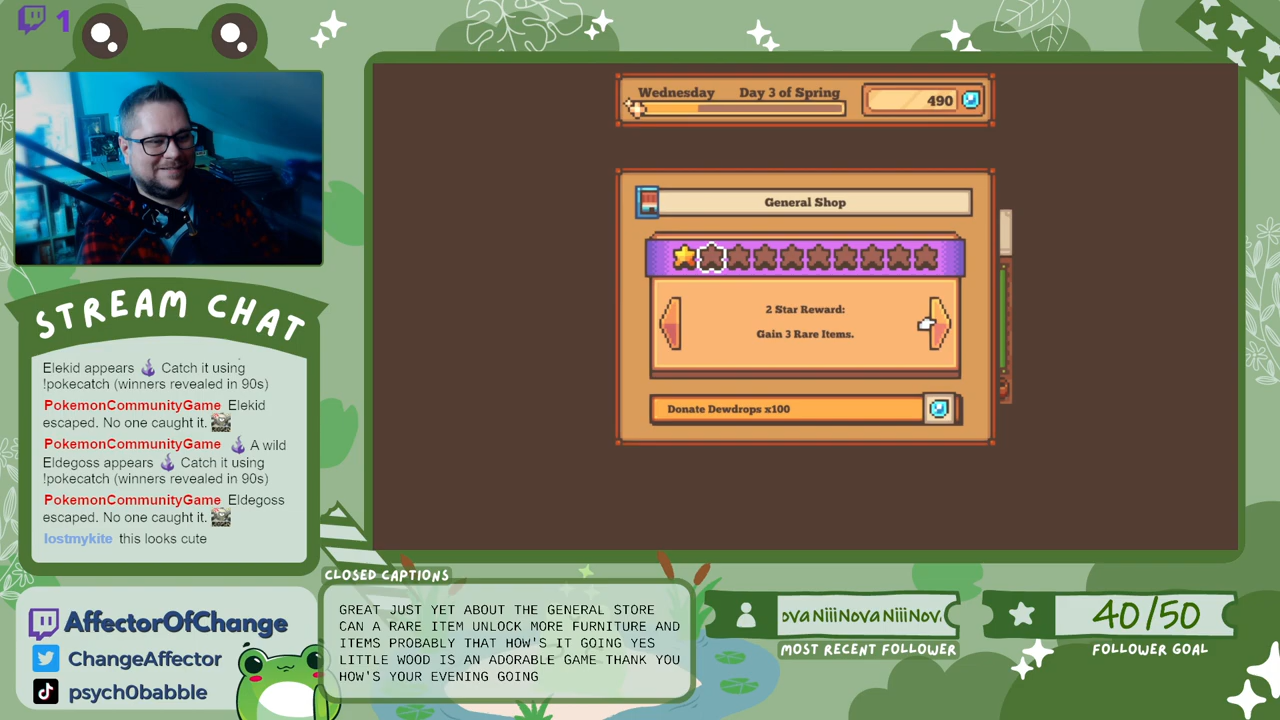 1
Wednesday Day 3 of Spring
490
General Shop
2 Star Reward:
Gain 3 Rare Items.
Donate Dewdrops x100
STREAM CHAT
Elekid appears Catch it using
!pokecatch (winners revealed in 90s)
PokemonCommunityGame Elekid
escaped. No one caught it.
PokemonCommunityGame A wild
Eldegoss appears Catch it using
!pokecatch (winners revealed in 90s)
PokemonCommunityGame Eldegoss
escaped. No one caught it.
lostmykite this looks cute
AffectorOfChange
ChangeAffector
psych0babble
CLOSED CAPTIONS
GREAT JUST YET ABOUT THE GENERAL STORE
CAN A RARE ITEM UNLOCK MORE FURNITURE AND
ITEMS PROBABLY THAT HOW'S IT GOING YES
LITTLE WOOD IS AN ADORABLE GAME THANK YOU
HOW'S YOUR EVENING GOING
ova NiiiNova NiiiNov
MOST RECENT FOLLOWER
40/50
FOLLOWER GOAL